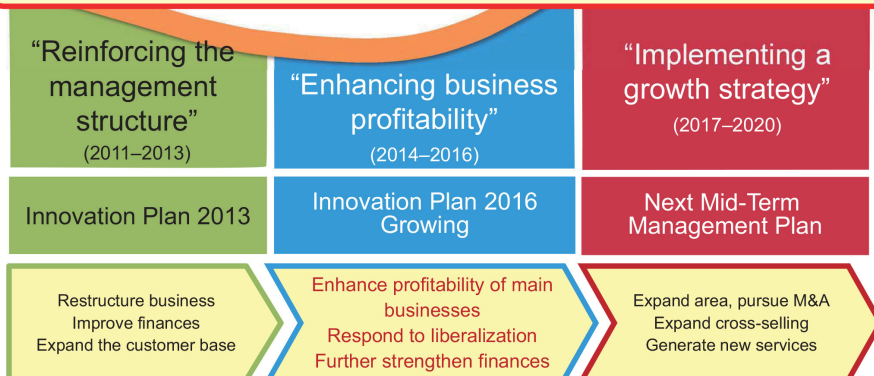 “Reinforcing the
management
structure”
(2011–2013)
“Enhancing business
profitability”
(2014–2016)
“Implementing a
growth strategy”
(2017–2020)
Innovation Plan 2013
Innovation Plan 2016
Growing
Next Mid-Term
Management Plan
Restructure business
Improve finances
Expand the customer base
Enhance profitability of main
businesses
Respond to liberalization
Further strengthen finances
Expand area, pursue M&A
Expand cross-selling
Generate new services